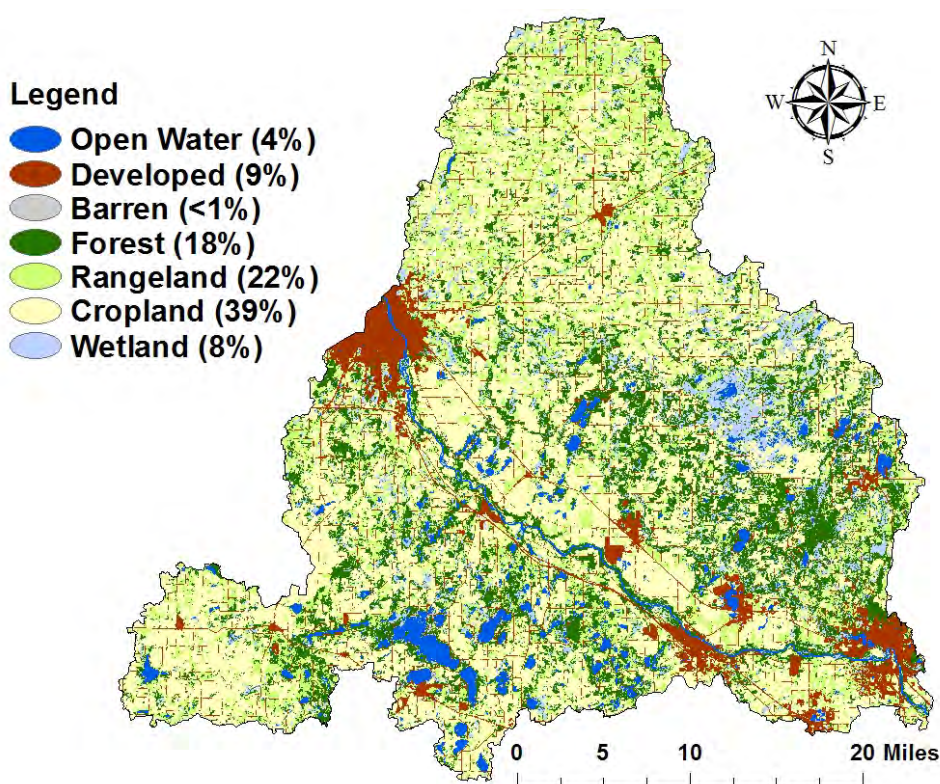 N
W E
S
Legend
Open Water (4%)
Developed (9%)
Barren (<1%)
Forest (18%)
Rangeland (22%)
Cropland (39%)
Wetland (8%)
0 5 10 20 Miles